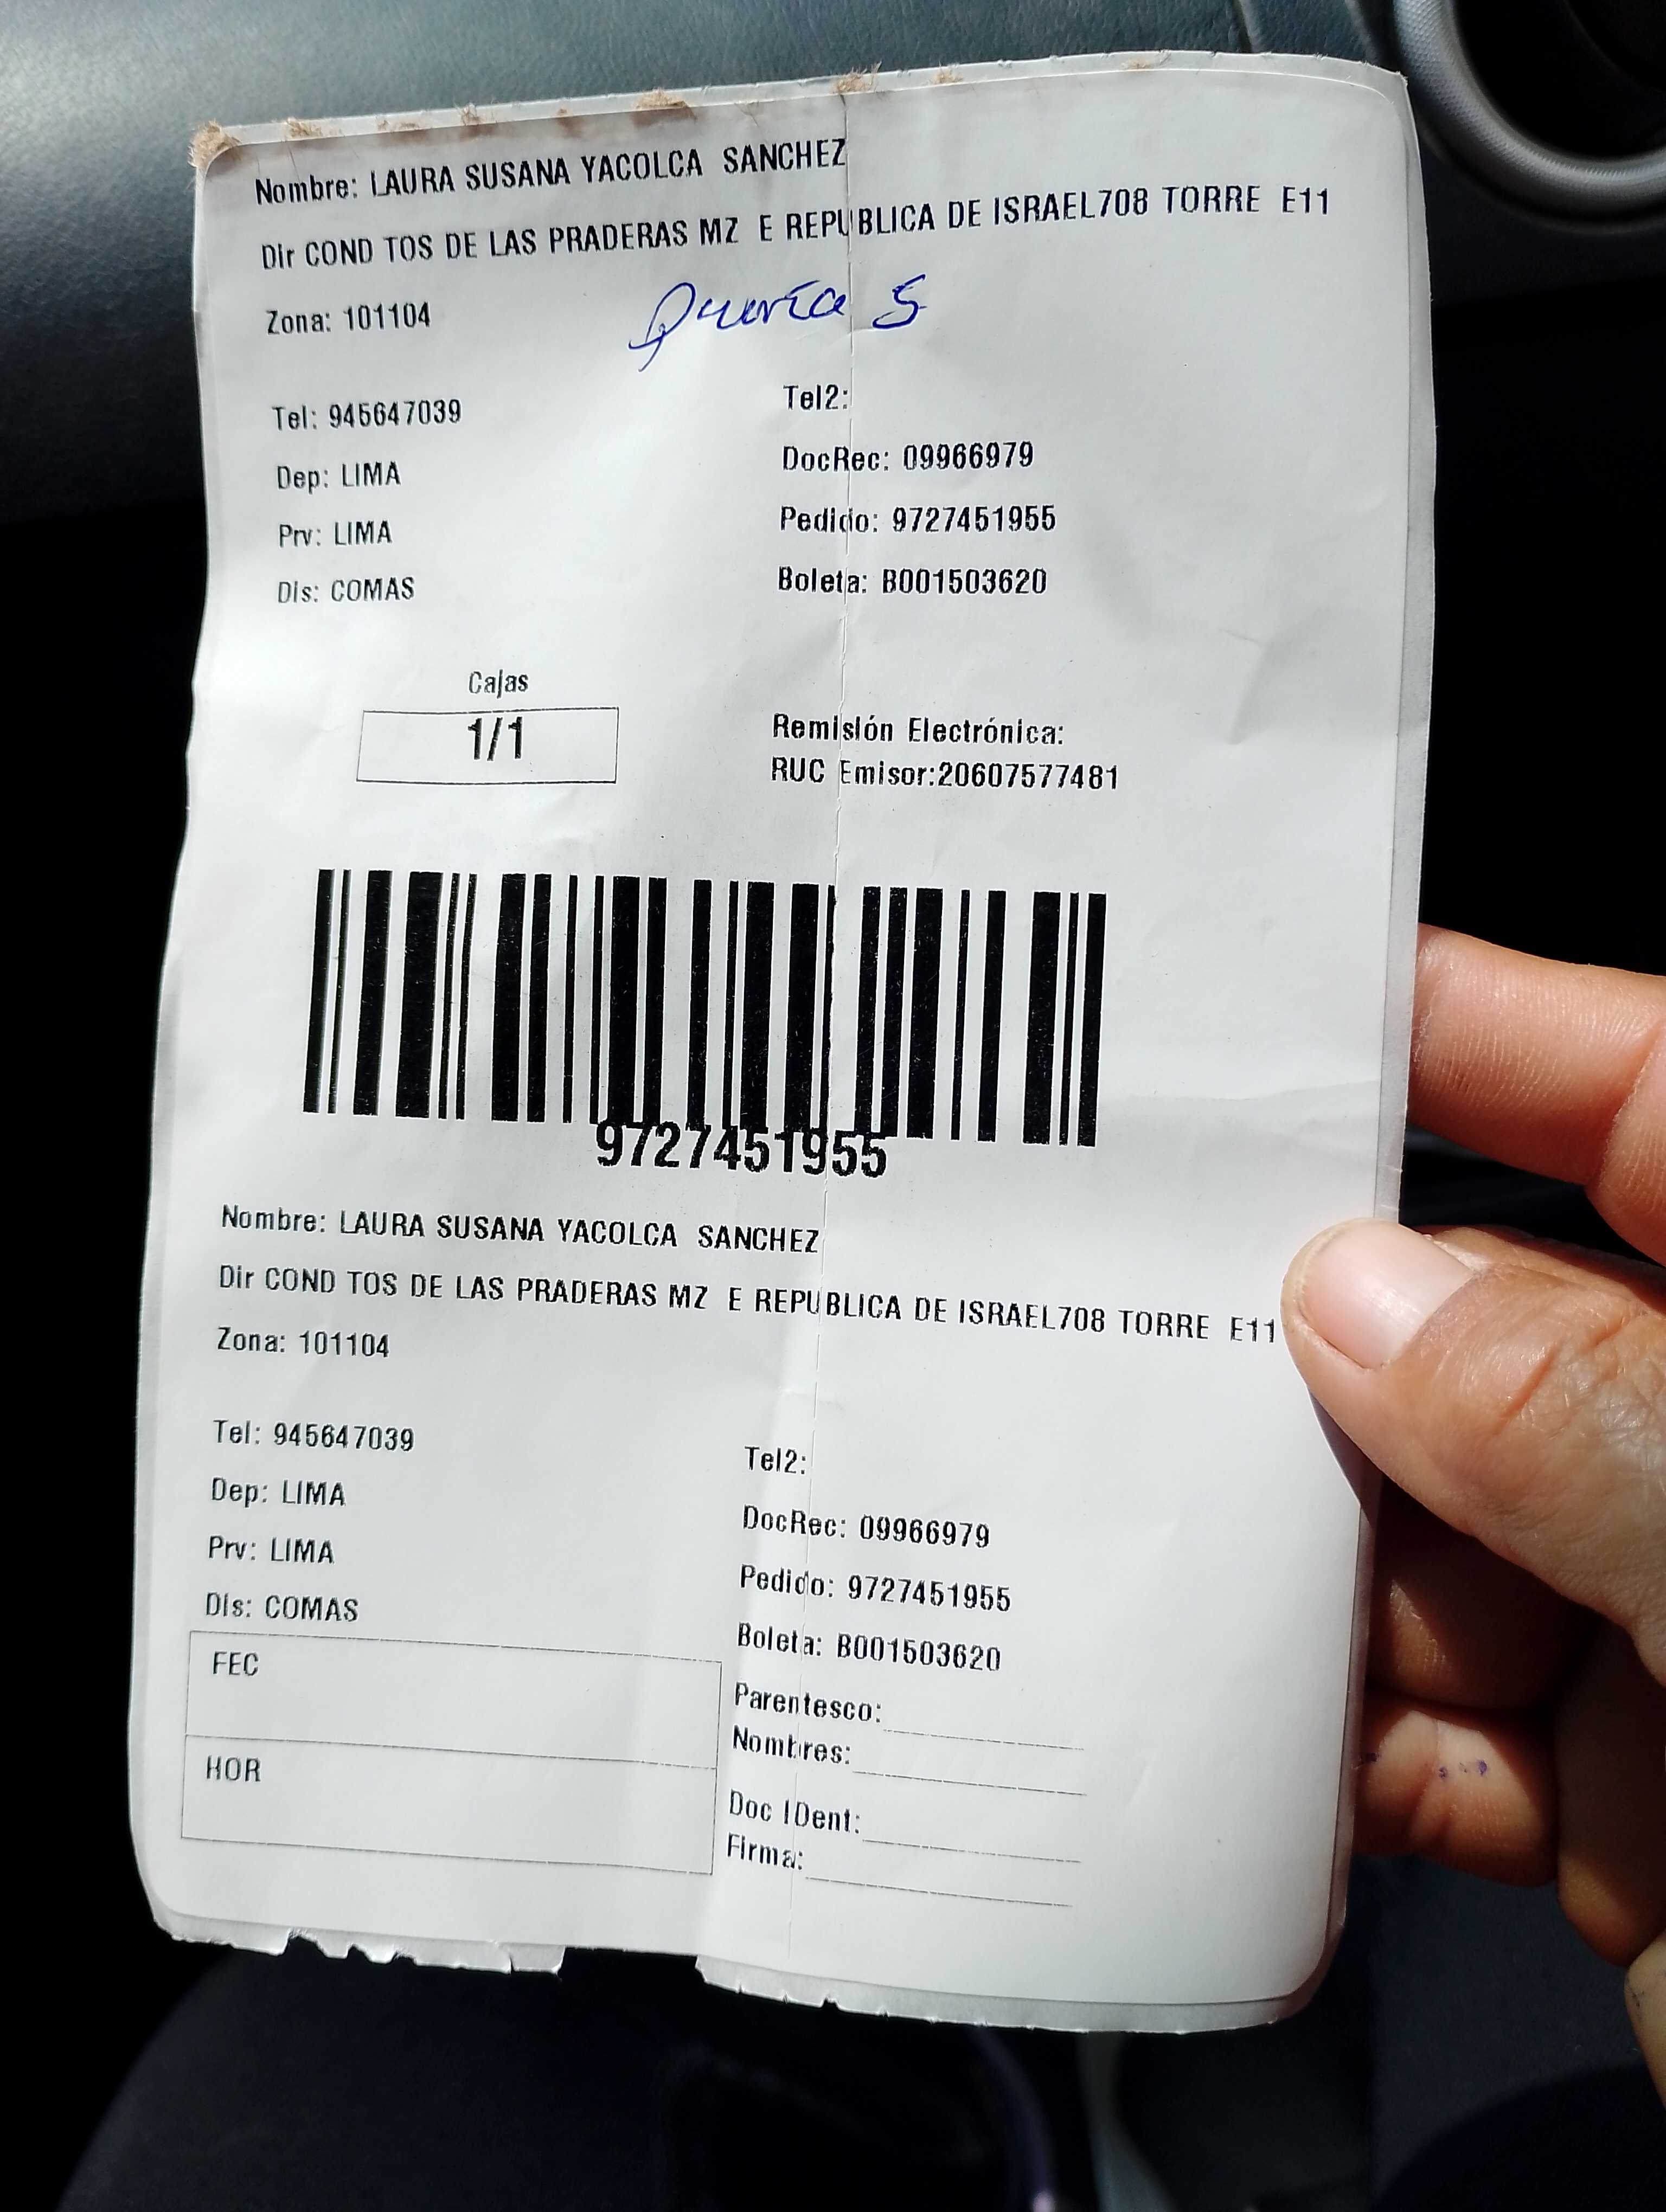 Nombre: LAURA SUSANA YACOLCA SANCHEZ
Dir COND TOS DE LAS PRADERAS MZ E REPUBLICA DE ISRAEL708 TORRE E11
Zona: 101104
5
Tel: 945647039
Tel2:
Dep: LIMA
DocRec: 09966979
Prv: LIMA
Pedido: 9727451955
Dis: COMAS
Boleta: B001503620
Cajas
1/1
Remisión Electrónica:
RUC Emisor:20607577481
9727451955
Nombre: LAURA SUSANA YACOLCA SANCHEZ
Dir COND TOS DE LAS PRADERAS MZ E REPUBLICA DE ISRAEL708 TORRE E11
Zona: 101104
Tel: 945647039
Tel2:
Dep: LIMA
DocRec: 09966979
Prv: LIMA
Pedido: 9727451955
Dis: COMAS
Boleta: B001503620
FEC
Parentesco:
Nombres:
HOR
Doc IDent:
Firma: